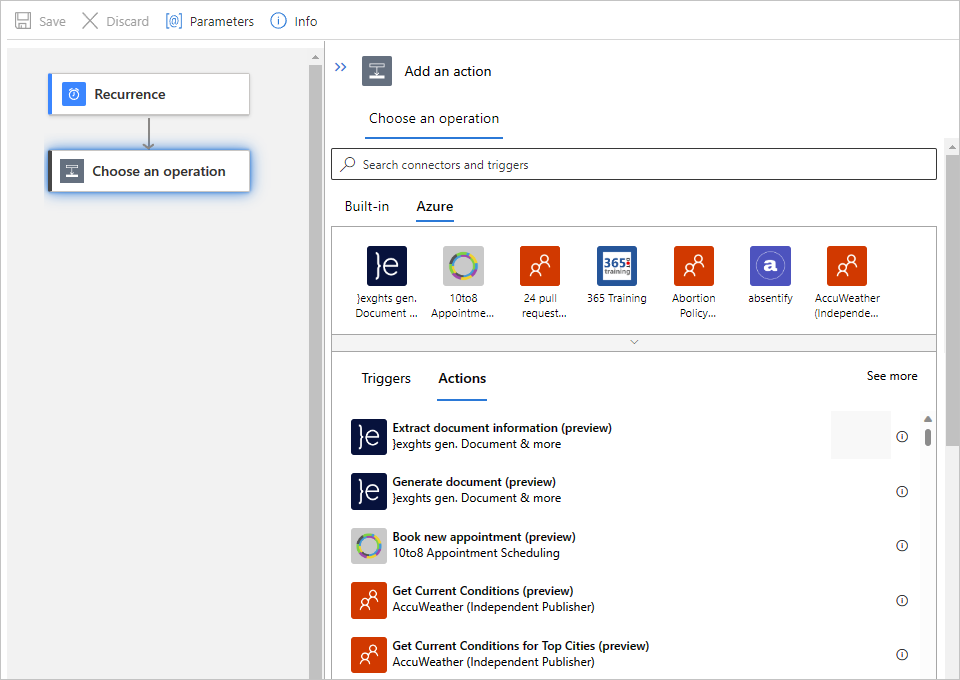 Save Discard [@] Parameters Info
Recurrence
Choose an operation
Add an action
Choose an operation
Search connectors and triggers
Built-in Azure
}e 365 training a
}exghts gen. Document ...
10to8 Appointme...
24 pull request...
365 Training
Abortion Policy...
absentify
AccuWeather (Independe...
Triggers Actions See more
}e Extract document information (preview)
}exghts gen. Document & more
}e Generate document (preview)
}exghts gen. Document & more
Book new appointment (preview)
10to8 Appointment Scheduling
Get Current Conditions (preview)
AccuWeather (Independent Publisher)
Get Current Conditions for Top Cities (preview)
AccuWeather (Independent Publisher)